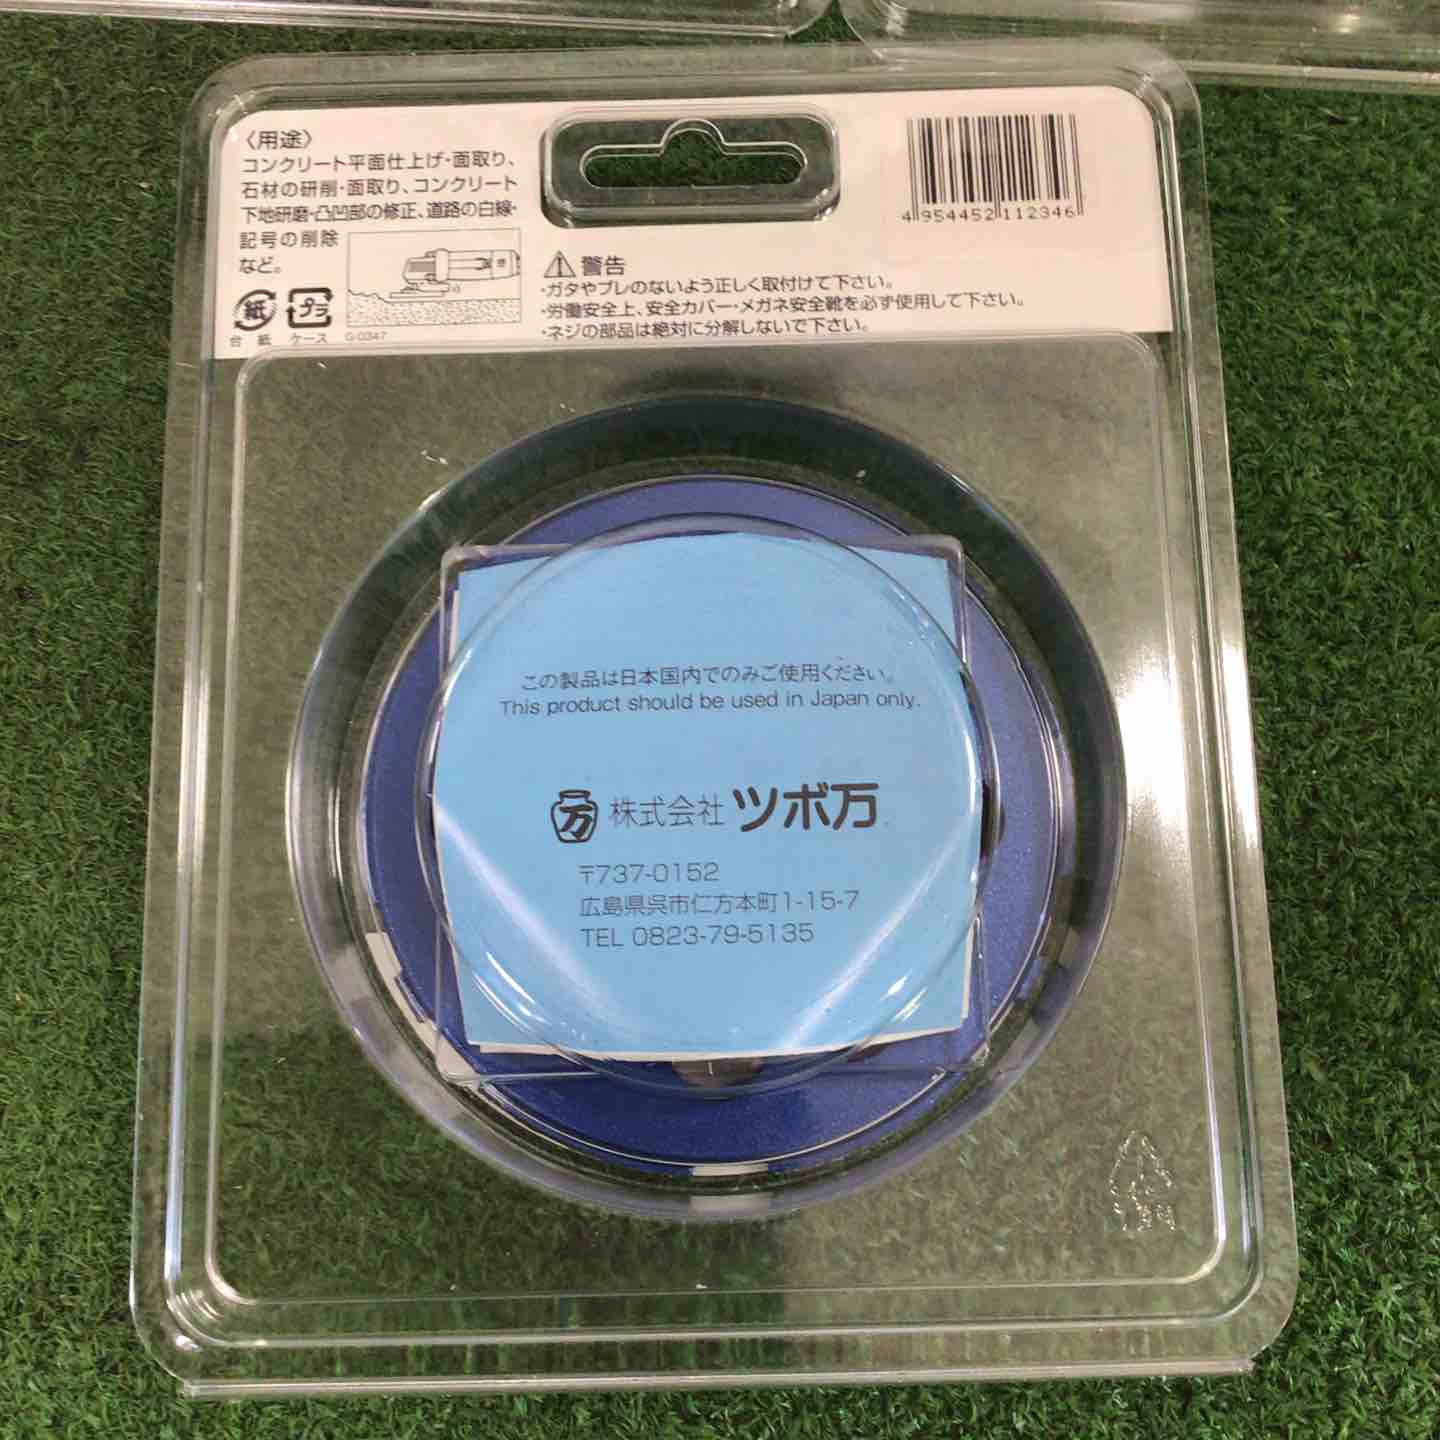 〈用途〉
コンクリート平面仕上げ・面取り、
石材の研削・面取り、コンクリート
下地研磨・凸凹部の修正、道路の白線・
記号の削除
など。
紙 プラ
台紙 ケース G-0347
4 954452 112346
警告
・ガタやブレのないよう正しく取付けて下さい。
・労働安全上、安全カバー・メガネ安全靴を必ず使用して下さい。
・ネジの部品は絶対に分解しないで下さい。
この製品は日本国内でのみご使用ください。
This product should be used in Japan only.
万 株式会社 ツボ万
〒737-0152
広島県呉市仁方本町1-15-7
TEL 0823-79-5135